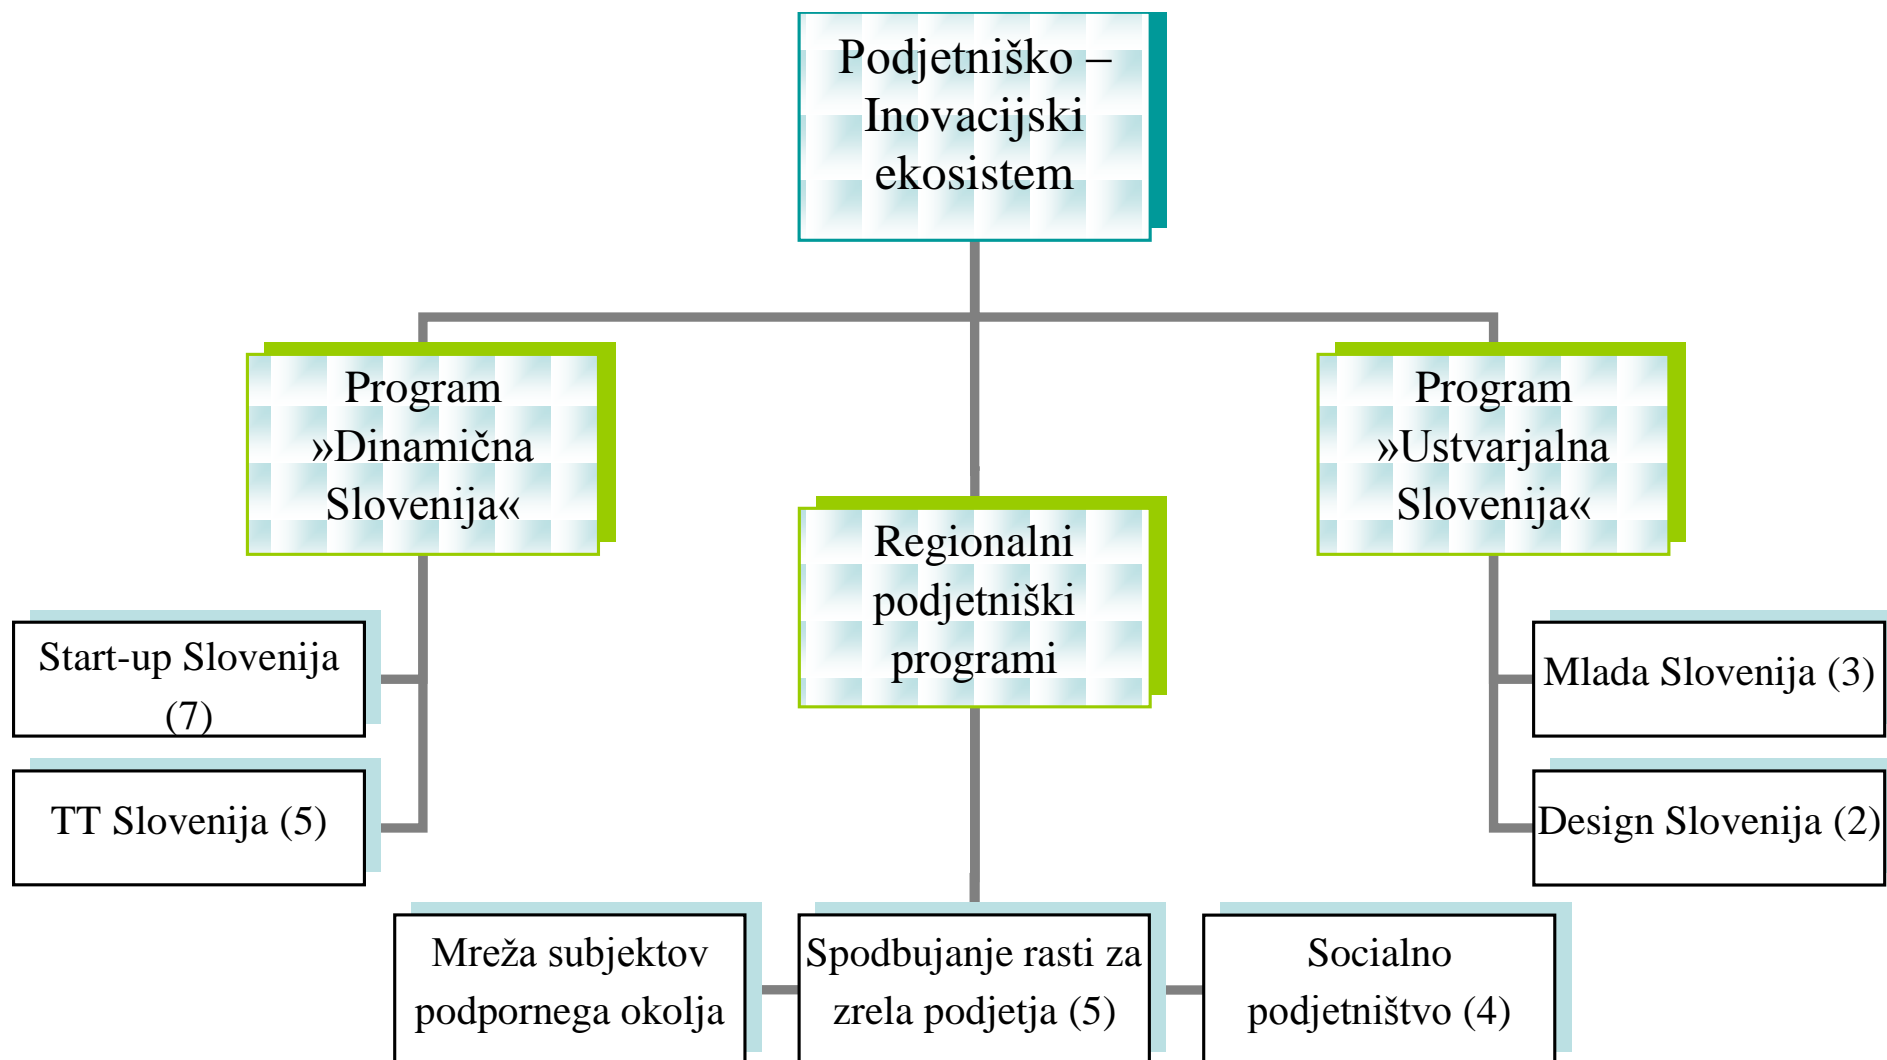 Podjetniško –
Inovacijski
ekosistem
Program
»Dinamična
Slovenija«
Program
»Ustvarjalna
Slovenija«
Regionalni
podjetniški
programi
Start-up Slovenija
(7)
TT Slovenija (5)
Mlada Slovenija (3)
Design Slovenija (2)
Mreža subjektov
podpornega okolja
Spodbujanje rasti za
zrela podjetja (5)
Socialno
podjetništvo (4)